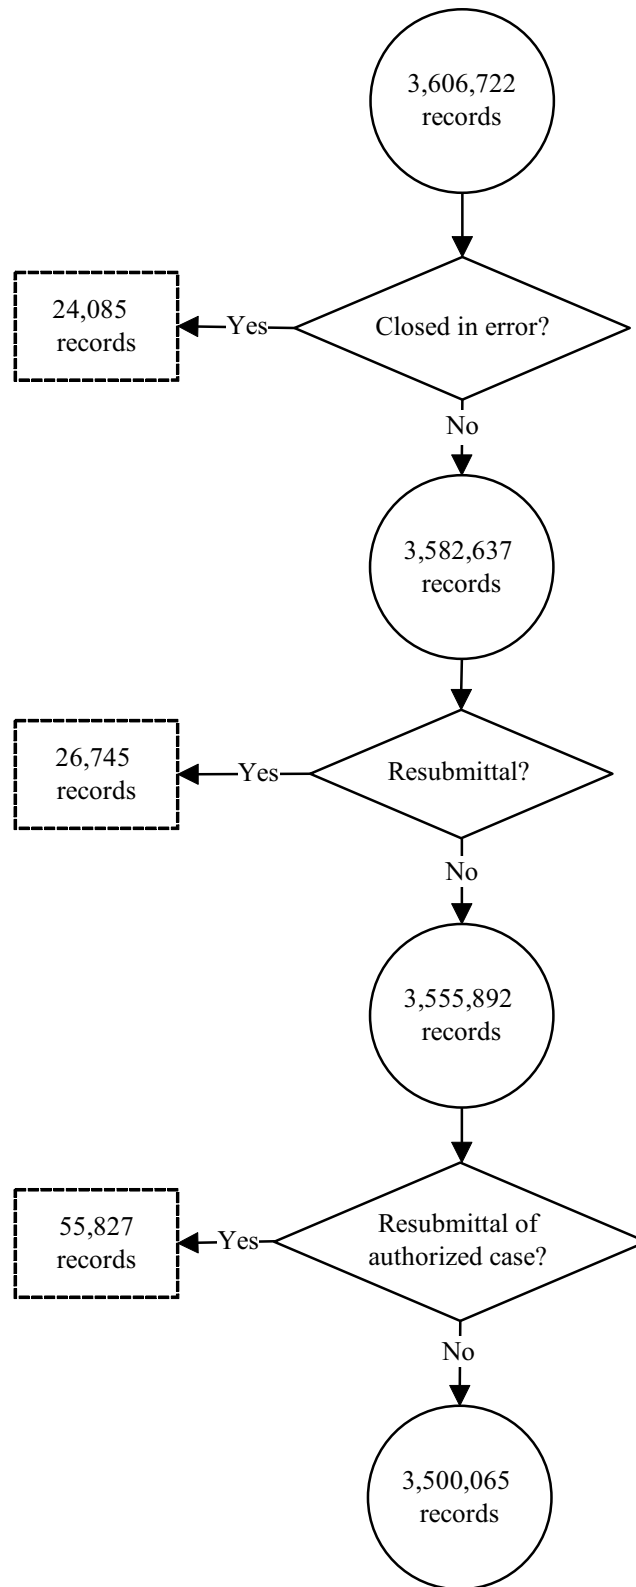 3,606,722
records
24,085
records
Yes
Closed in error?
No
3,582,637
records
26,745
records
Yes
Resubmittal?
No
3,555,892
records
55,827
records
Yes
Resubmittal of
authorized case?
No
3,500,065
records